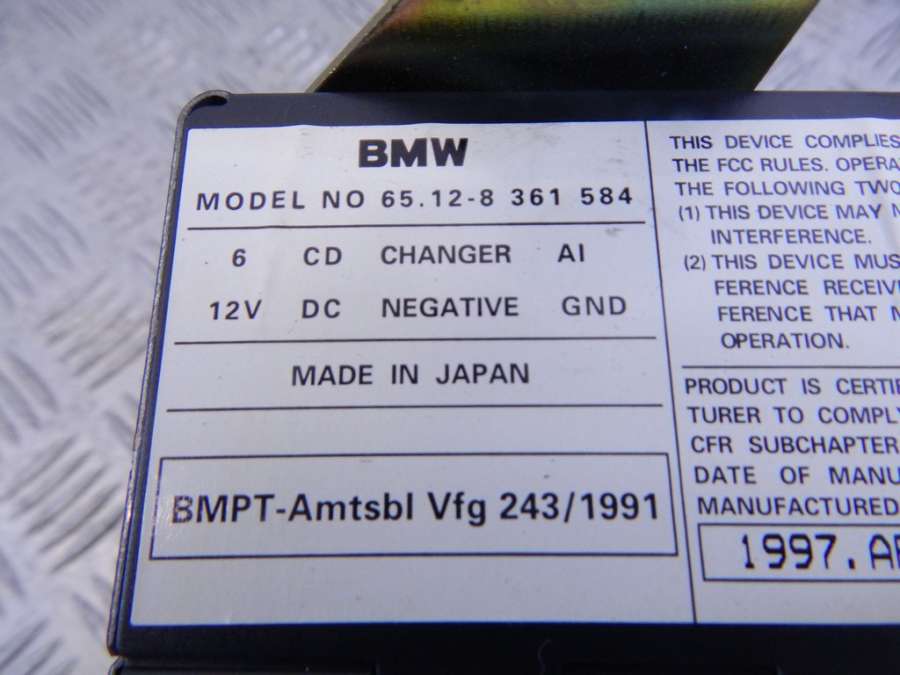 BMW
MODEL NO 65.12-8 361 584
6 CD CHANGER AI
12V DC NEGATIVE GND
MADE IN JAPAN
BMPT-Amtsbl Vfg 243/1991
THIS DEVICE COMPLIES
THE FCC RULES. OPERA
THE FOLLOWING TWO
(1) THIS DEVICE MAY
INTERFERENCE.
(2) THIS DEVICE MUS
FERENCE RECEIV
FERENCE THAT
OPERATION.
PRODUCT IS CERTIF
TURER TO COMPLY
CFR SUBCHAPTER
DATE OF MANU
MANUFACTURED
1997.AP